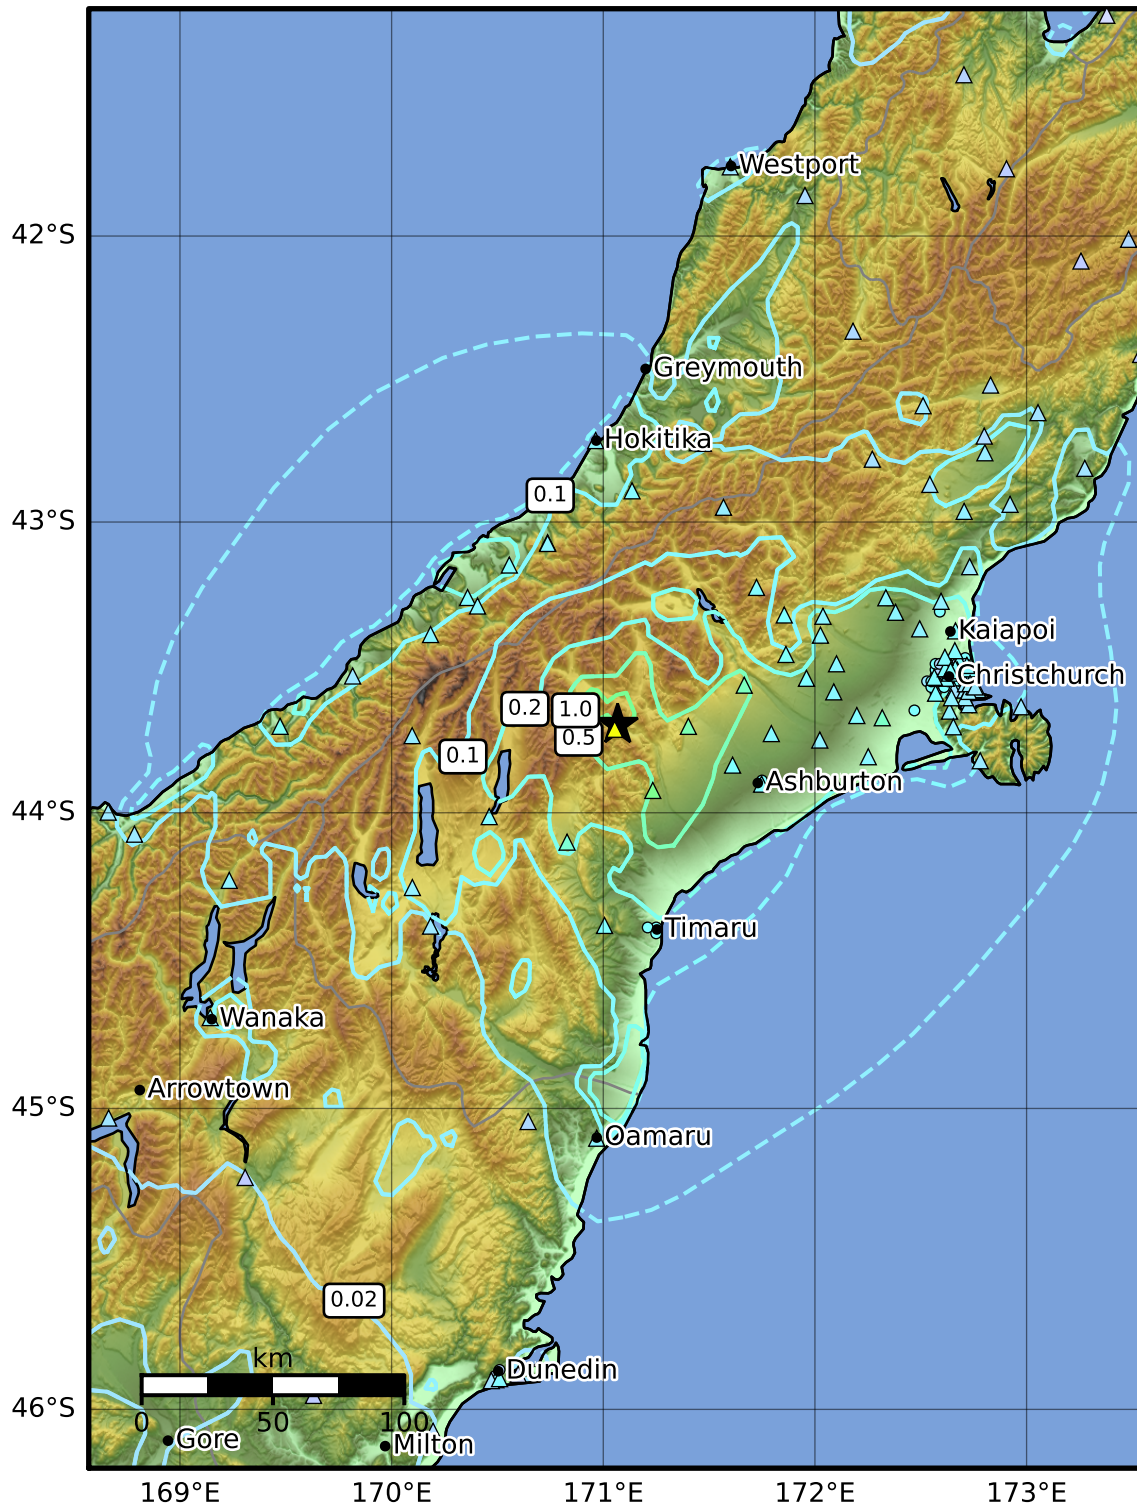 Westport
42°S
Greymouth
Hokitika
0.1
43°S
Kaiapoi
Christchurch
0.2
1.0
0.5
0.1
Ashburton
44°S
Timaru
Wanaka
Arrowtown
45°S
Oamaru
0.02
km
Dunedin
46°S
0 50 100
Gore
Milton
169°E 170°E 171°E 172°E 173°E